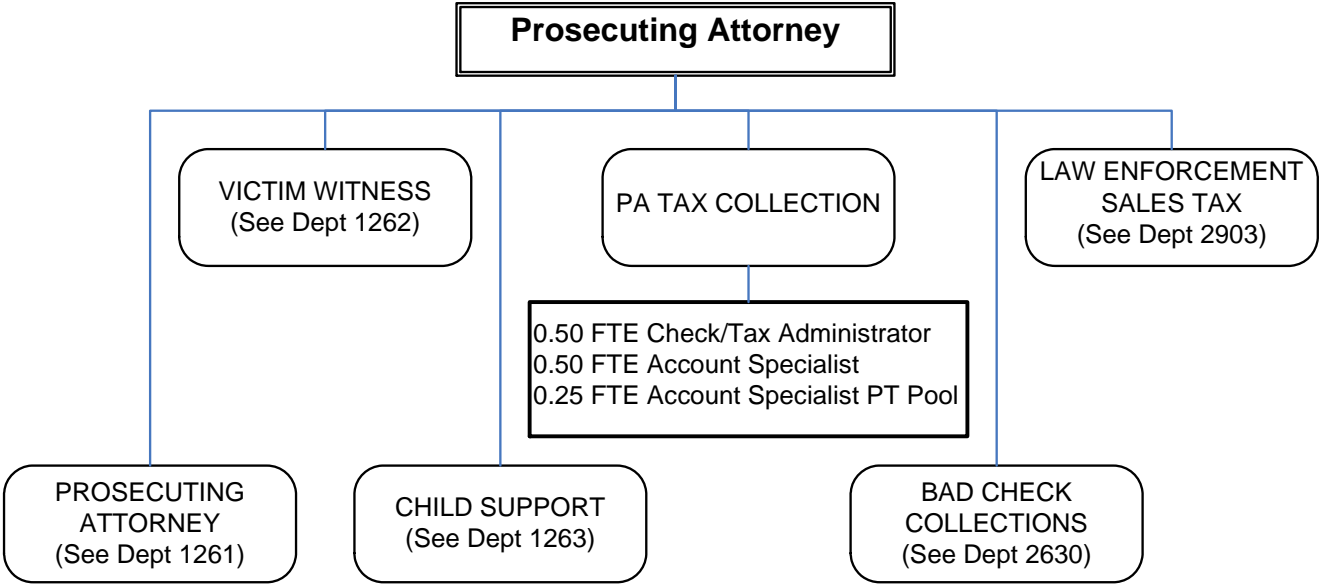 Prosecuting Attorney
VICTIM WITNESS
(See Dept 1262)
PA TAX COLLECTION
LAW ENFORCEMENT
SALES TAX
(See Dept 2903)
0.50 FTE Check/Tax Administrator
0.50 FTE Account Specialist
0.25 FTE Account Specialist PT Pool
PROSECUTING
ATTORNEY
(See Dept 1261)
CHILD SUPPORT
(See Dept 1263)
BAD CHECK
COLLECTIONS
(See Dept 2630)